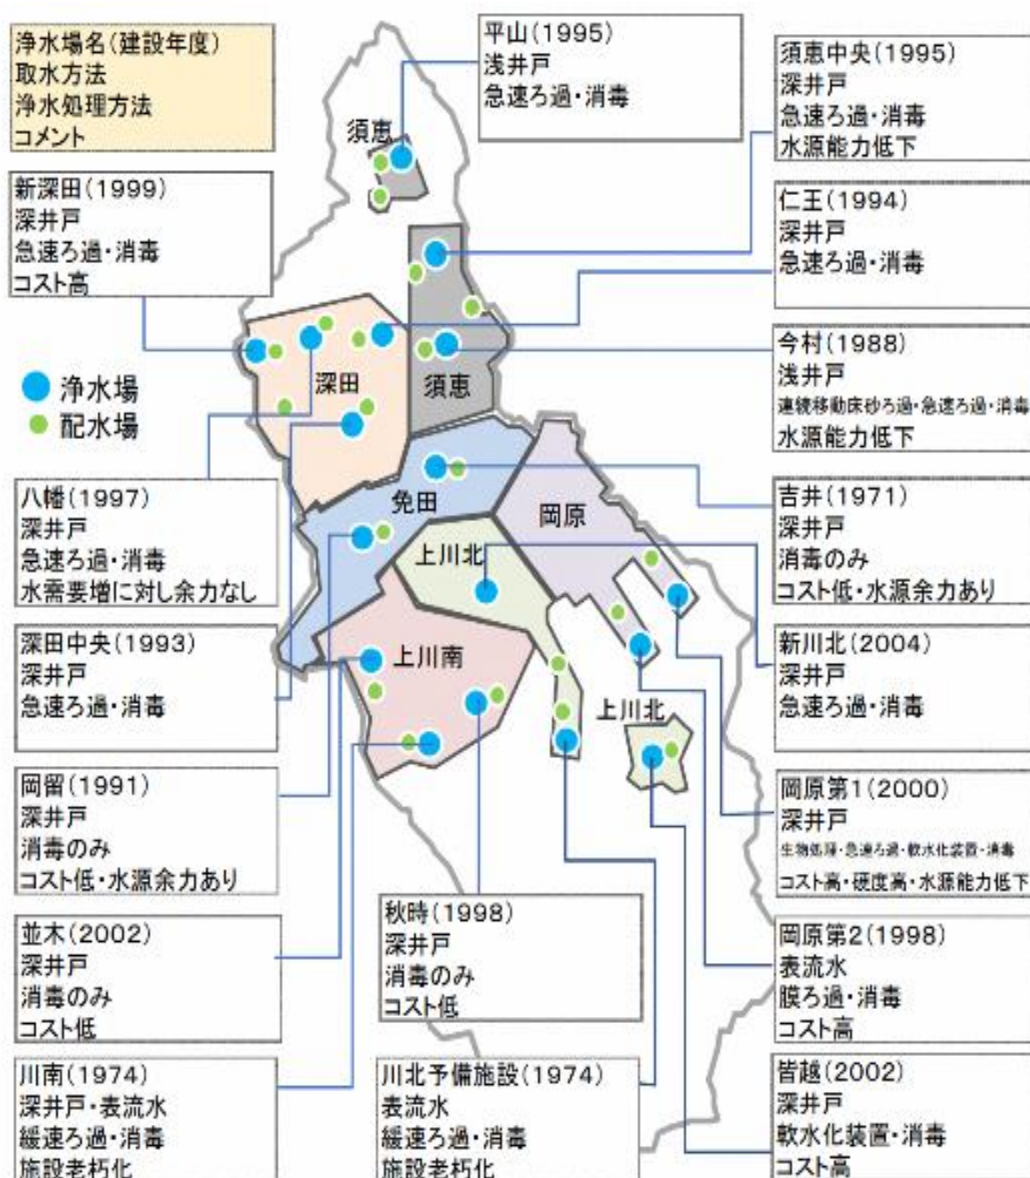 浄水場名(建設年度)
取水方法
浄水処理方法
コメント
平山(1995)
浅井戸
急速ろ過・消毒
須恵中央(1995)
深井戸
急速ろ過・消毒
水源能力低下
新深田(1999)
深井戸
急速ろ過・消毒
コスト高
仁王(1994)
深井戸
急速ろ過・消毒
今村(1988)
浅井戸
連続移動床砂ろ過・急速ろ過・消毒
水源能力低下
浄水場
配水場
須恵
深田
須恵
免田
岡原
上川北
上川南
上川北
八幡(1997)
深井戸
急速ろ過・消毒
水需要増に対し余力なし
吉井(1971)
深井戸
消毒のみ
コスト低・水源余力あり
深田中央(1993)
深井戸
急速ろ過・消毒
新川北(2004)
深井戸
急速ろ過・消毒
岡留(1991)
深井戸
消毒のみ
コスト低・水源余力あり
岡原第1(2000)
深井戸
生物処理・急速ろ過・軟水化装置・消毒
コスト高・硬度高・水源能力低下
並木(2002)
深井戸
消毒のみ
コスト低
秋時(1998)
深井戸
消毒のみ
コスト低
岡原第2(1998)
表流水
膜ろ過・消毒
コスト高
川南(1974)
深井戸・表流水
緩速ろ過・消毒
施設老朽化
川北予備施設(1974)
表流水
緩速ろ過・消毒
施設老朽化
皆越(2002)
深井戸
軟水化装置・消毒
コスト高